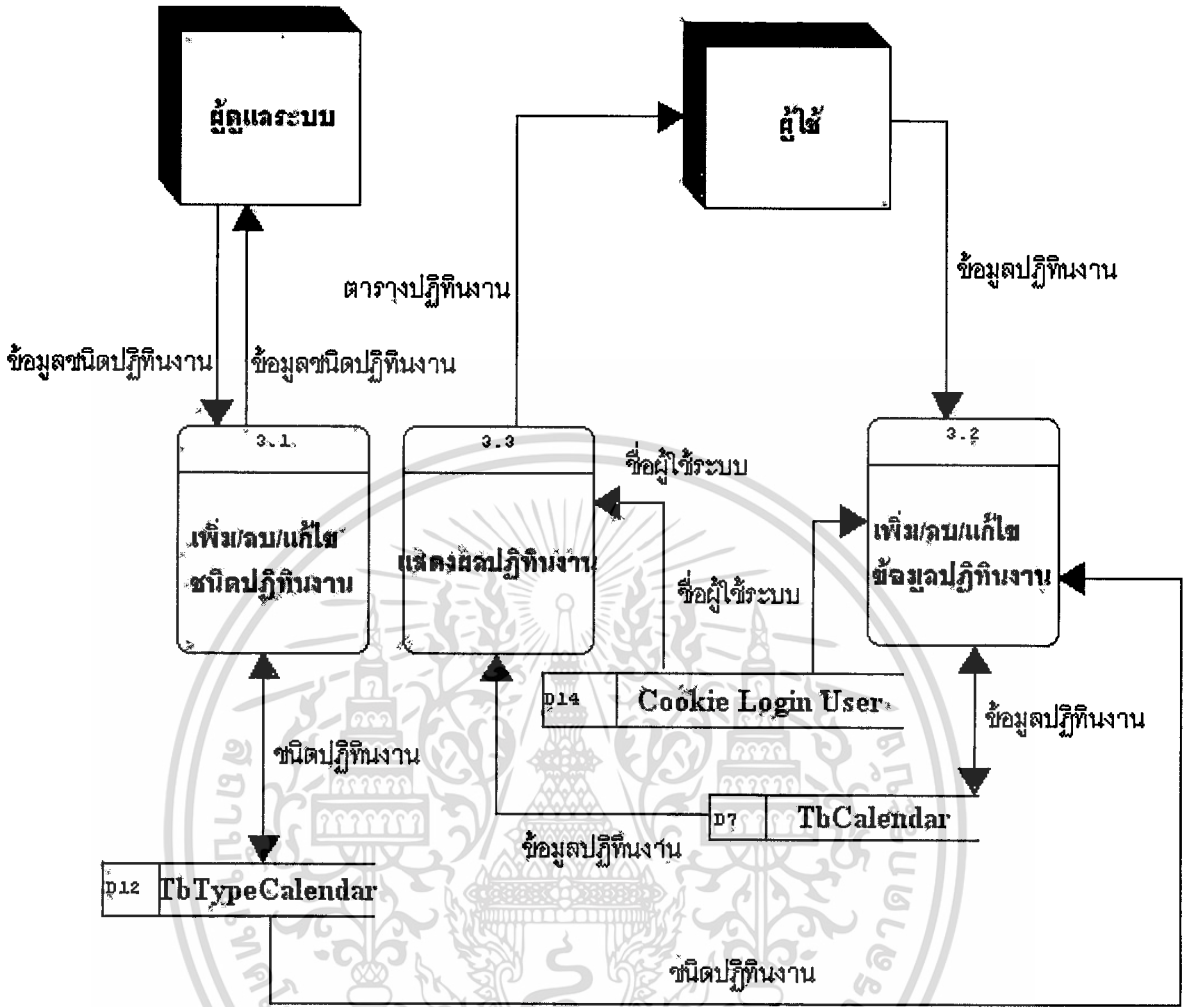 ผู้ดูแลระบบ
ผู้ใช้
ข้อมูลปฏิทินงาน
ตารางปฏิทินงาน
ข้อมูลชนิดปฏิทินงาน
ข้อมูลชนิดปฏิทินงาน
3.1
3.3
3.2
ชื่อผู้ใช้ระบบ
เพิ่ม/ลบ/แก้ไข
ชนิดปฏิทินงาน
แสดงผลปฏิทินงาน
เพิ่ม/ลบ/แก้ไข
ข้อมูลปฏิทินงาน
ชื่อผู้ใช้ระบบ
D14
Cookie Login User
ข้อมูลปฏิทินงาน
ชนิดปฏิทินงาน
D7
TbCalendar
ข้อมูลปฏิทินงาน
D12
TbTypeCalendar
ชนิดปฏิทินงาน